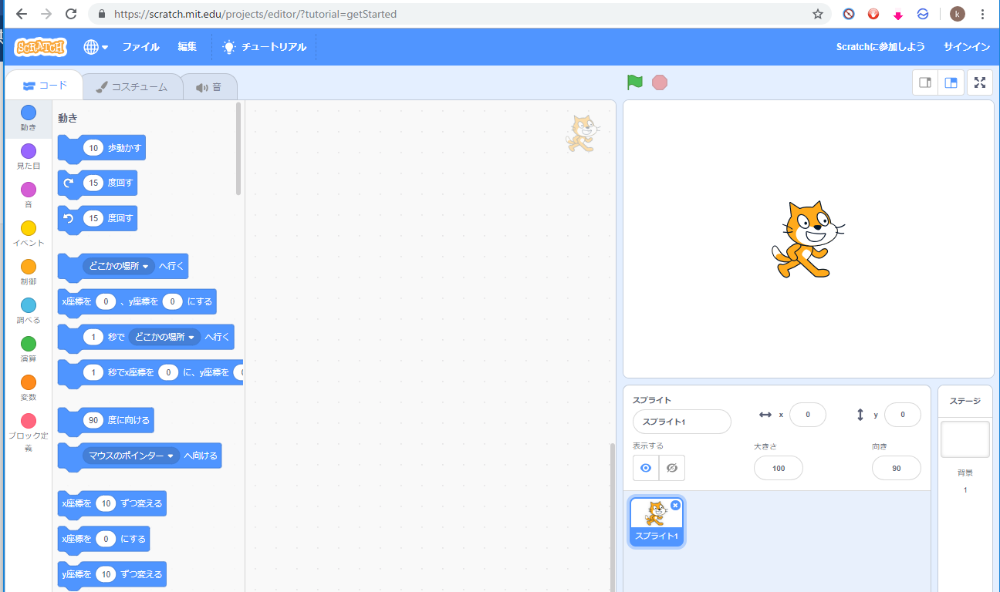 https://scratch.mit.edu/projects/editor/?tutorial=getStarted
k
SCRATCH
ファイル
編集
チュートリアル
Scratchに参加しよう
サインイン
コード
コスチューム
音
動き
見た目
音
イベント
制御
調べる
演算
変数
ブロック定
義
動き
10 歩動かす
15 度回す
15 度回す
どこかの場所 へ行く
x座標を 0 、y座標を 0 にする
1 秒で どこかの場所 へ行く
1 秒でx座標を 0 に、y座標を
90 度に向ける
マウスのポインター へ向ける
x座標を 10 ずつ変える
x座標を 0 にする
y座標を 10 ずつ変える
スプライト
スプライト1
x 0
y 0
表示する
大きさ
100
向き
90
スプライト1
ステージ
背景
1